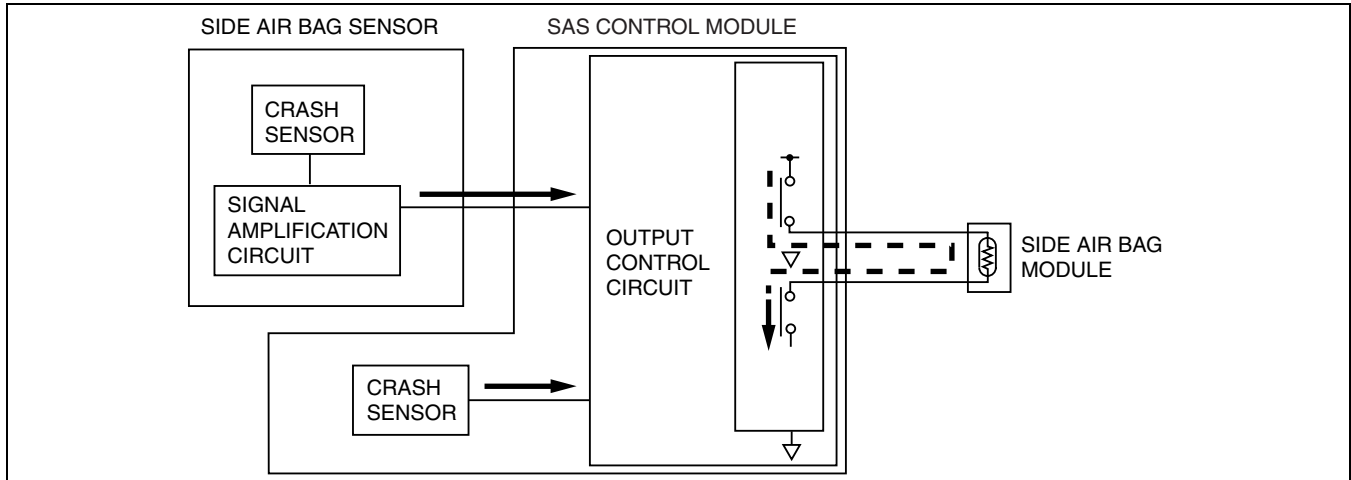 SIDE AIR BAG SENSOR
SAS CONTROL MODULE
CRASH
SENSOR
SIGNAL
AMPLIFICATION
CIRCUIT
OUTPUT
CONTROL
CIRCUIT
SIDE AIR BAG
MODULE
CRASH
SENSOR